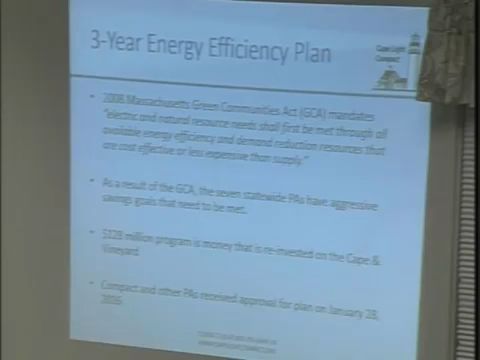 3-Year Energy Efficiency Plan
Cape Light
Compact
• 2008 Massachusetts Green Communities Act (GCA) mandates
"electric and natural resource needs shall first be met through all
available energy efficiency and demand reduction resources that
are cost effective or less expensive than supply."
• As a result of the GCA, the seven statewide PAs have aggressive
savings goals that need to be met.
• $128 million program is money that is re-invested on the Cape &
Vineyard
• Compact and other PAs received approval for plan on January 28,
2016